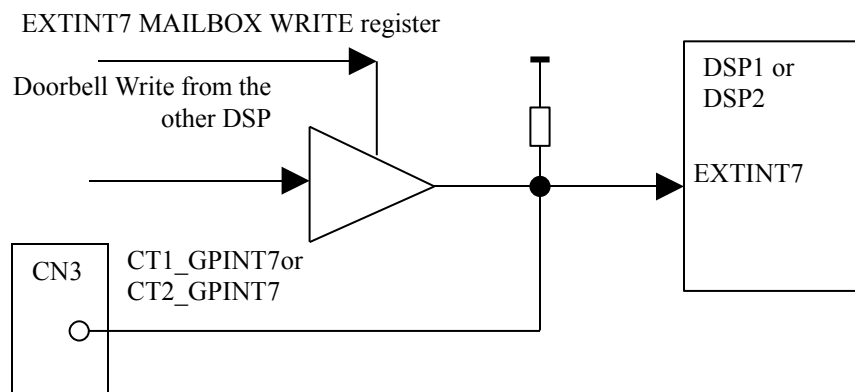 EXTINT7 MAILBOX WRITE register
Doorbell Write from the
other DSP
DSP1 or
DSP2
EXTINT7
CN3
CT1_GPINT7or
CT2_GPINT7